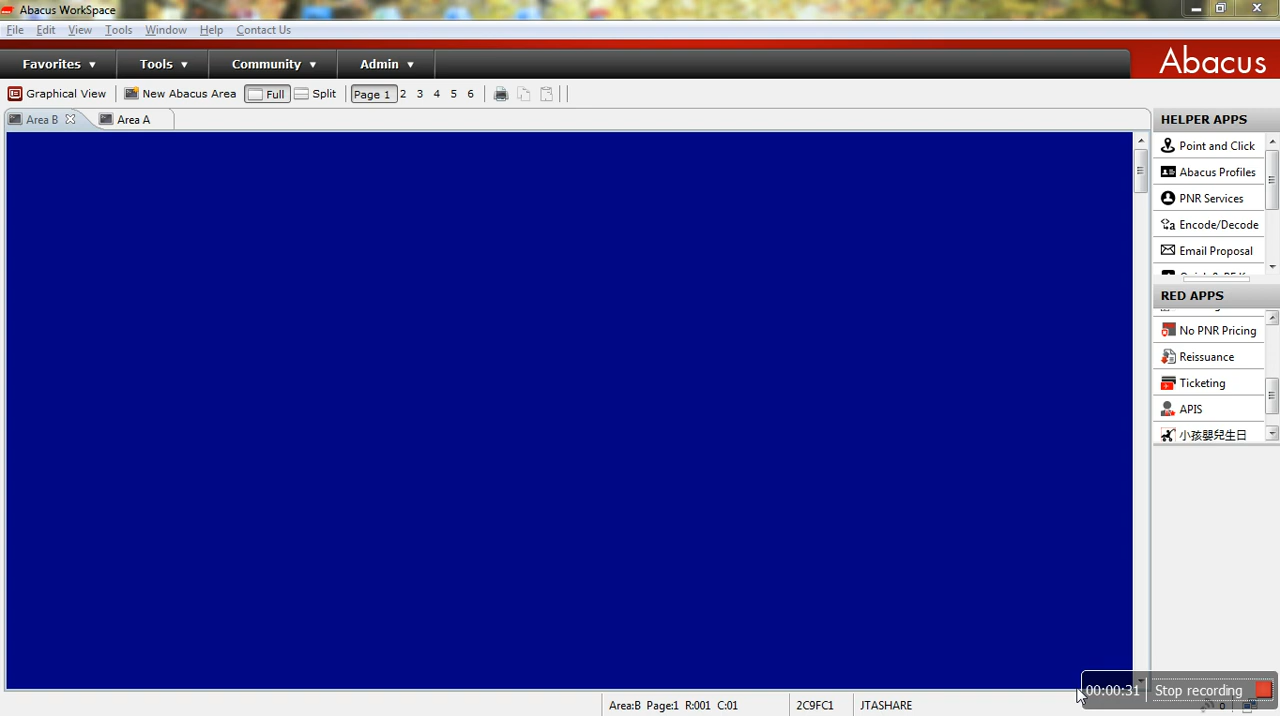 Abacus WorkSpace
File Edit View Tools Window Help Contact Us
Favorites Tools Community Admin Abacus
Graphical View New Abacus Area Full Split Page 1 2 3 4 5 6
Area B Area A
HELPER APPS
Point and Click
Abacus Profiles
PNR Services
Encode/Decode
Email Proposal
RED APPS
No PNR Pricing
Reissuance
Ticketing
APIS
小孩嬰兒生日
00:00:31 Stop recording
Area:B Page:1 R:001 C:01 2C9FC1 JTASHARE 0